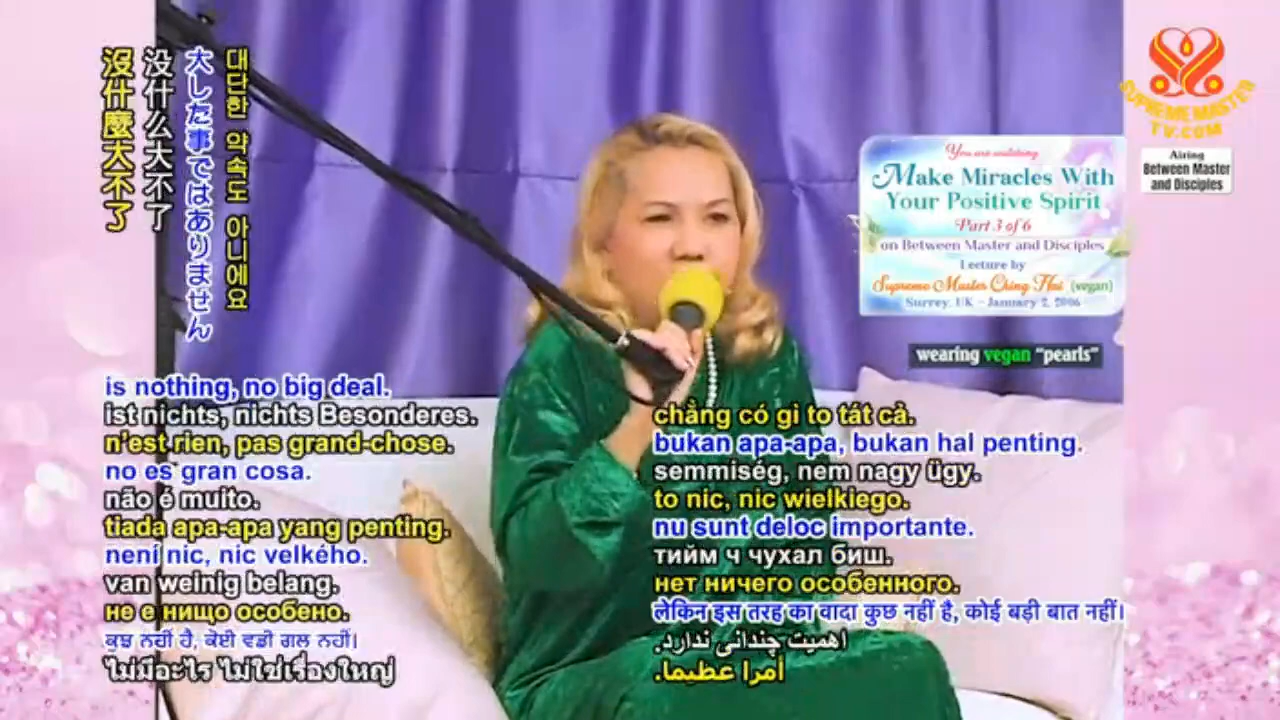 沒什麼大不了
没什么大不了
大した事ではありません
대단한 약속도 아니에요
SUPREME MASTER
TV.COM
Airing
Between Master
and Disciples
You are watching
Make Miracles With
Your Positive Spirit
Part 3 of 6
on Between Master and Disciples
Lecture by
Supreme Master Ching Hai (vegan)
Surrey, UK – January 2, 2006
wearing vegan "pearls"
is nothing, no big deal.
ist nichts, nichts Besonderes.
n'est rien, pas grand-chose.
no es gran cosa.
não é muito.
tiada apa-apa yang penting.
není nic, nic velkého.
van weinig belang.
не е нищо особено.
ਕੁਝ ਨਹੀਂ ਹੈ, ਕੋਈ ਵਡੀ ਗਲ ਨਹੀਂ।
ไม่มีอะไร ไม่ใช่เรื่องใหญ่
chẳng có gì to tát cả.
bukan apa-apa, bukan hal penting.
semmiség, nem nagy ügy.
to nic, nic wielkiego.
nu sunt deloc importante.
тийм ч чухал биш.
нет ничего особенного.
लेकिन इस तरह का वादा कुछ नहीं है, कोई बड़ी बात नहीं।
اهمیت چندانی ندارد.
أمرا عظيما.